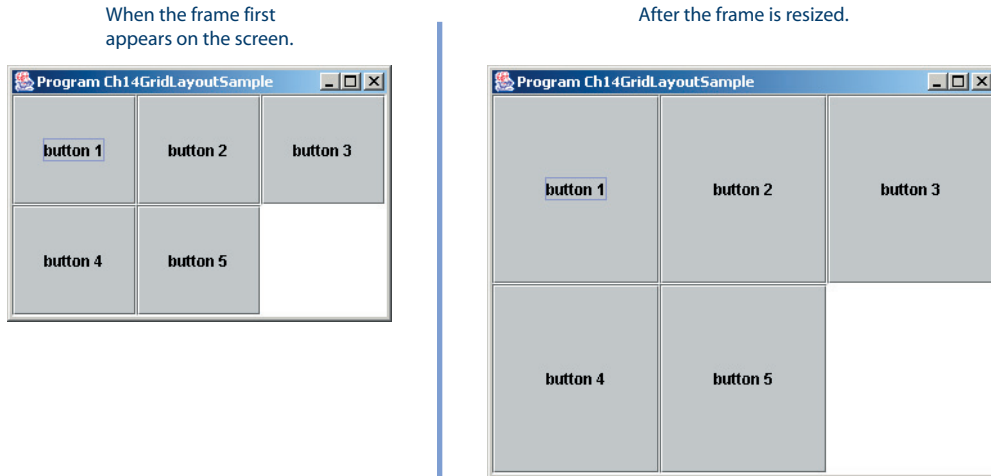 When the frame first
appears on the screen.
Program Ch14GridLayoutSample
button 1
button 2
button 3
button 4
button 5
After the frame is resized.
Program Ch14GridLayoutSample
button 1
button 2
button 3
button 4
button 5